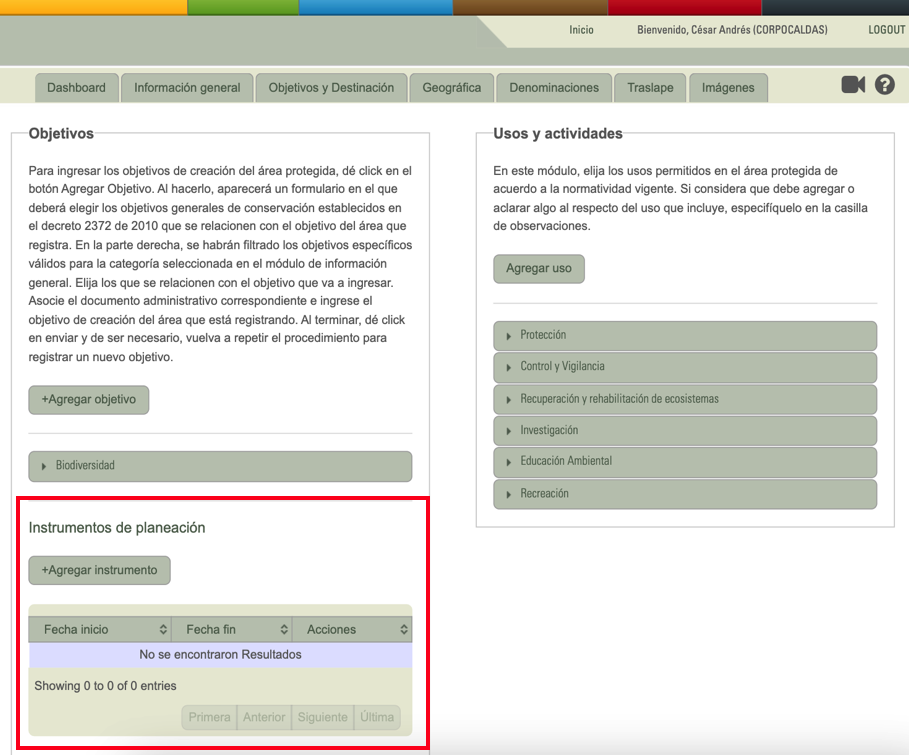 Inicio
Bienvenido, César Andrés (CORPOCALDAS)
LOGOUT
Dashboard
Información general
Objetivos y Destinación
Geográfica
Denominaciones
Traslape
Imágenes
Objetivos
Para ingresar los objetivos de creación del área protegida, dé click en el
botón Agregar Objetivo. Al hacerlo, aparecerá un formulario en el que
deberá elegir los objetivos generales de conservación establecidos en
el decreto 2372 de 2010 que se relacionen con el objetivo del área que
registra. En la parte derecha, se habrán filtrado los objetivos específicos
válidos para la categoría seleccionada en el módulo de información
general. Elija los que se relacionen con el objetivo que va a ingresar.
Asocie el documento administrativo correspondiente e ingrese el
objetivo de creación del área que está registrando. Al terminar, dé click
en enviar y de ser necesario, vuelva a repetir el procedimiento para
registrar un nuevo objetivo.
+Agregar objetivo
Biodiversidad
Instrumentos de planeación
+Agregar instrumento
Fecha inicio
Fecha fin
Acciones
No se encontraron Resultados
Showing 0 to 0 of 0 entries
Primera
Anterior
Siguiente
Última
Usos y actividades
En este módulo, elija los usos permitidos en el área protegida de
acuerdo a la normatividad vigente. Si considera que debe agregar o
aclarar algo al respecto del uso que incluye, especifíquelo en la casilla
de observaciones.
Agregar uso
Protección
Control y Vigilancia
Recuperación y rehabilitación de ecosistemas
Investigación
Educación Ambiental
Recreación